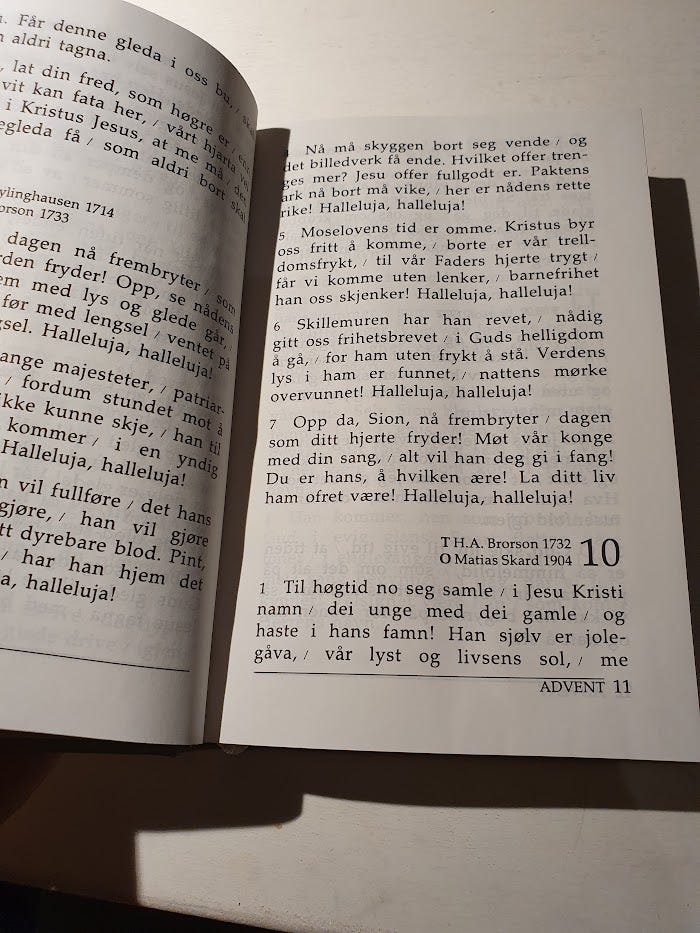 Får denne gleda i oss bu, /
aldri tagna.
lat din fred, som høgre er /
vit kan fata her, / vårt hjarta
i Kristus Jesus, at me må
gleda få / som aldri bort skal
1714
1733
dagen nå frembryter / som
fryder! Opp, se nådens
med lys og glede går, /
før med lengsel / ventet på
Halleluja, halleluja!
majesteter, / patriar-
/ fordum stundet mot å
ikke kunne skje, / han til
kommer / i en yndig
Halleluja, halleluja!
vil fullføre / det hans
gjøre, / han vil gjøre
dyrebare blod. Pint,
/ har han hjem det
halleluja!
4 Nå må skyggen bort seg vende / og
det billedverk få ende. Hvilket offer tren-
ges mer? Jesu offer fullgodt er. Paktens
ark nå bort må vike, / her er nådens rette
rike! Halleluja, halleluja!
5 Moselovens tid er omme. Kristus byr
oss fritt å komme, / borte er vår trell-
domsfrykt, / til vår Faders hjerte trygt /
får vi komme uten lenker, / barnefrihet
han oss skjenker! Halleluja, halleluja!
6 Skillemuren har han revet, / nådig
gitt oss frihetsbrevet / i Guds helligdom
å gå, / for ham uten frykt å stå. Verdens
lys i ham er funnet, / nattens mørke
overvunnet! Halleluja, halleluja!
7 Opp da, Sion, nå frembryter / dagen
som ditt hjerte fryder! Møt vår konge
med din sang, / alt vil han deg gi i fang!
Du er hans, å hvilken ære! La ditt liv
ham ofret være! Halleluja, halleluja!
T H.A. Brorson 1732
O Matias Skard 1904 10
1 Til høgtid no seg samle / i Jesu Kristi
namn / dei unge med dei gamle / og
haste i hans famn! Han sjølv er jole-
gåva, / vår lyst og livsens sol, / me
ADVENT 11